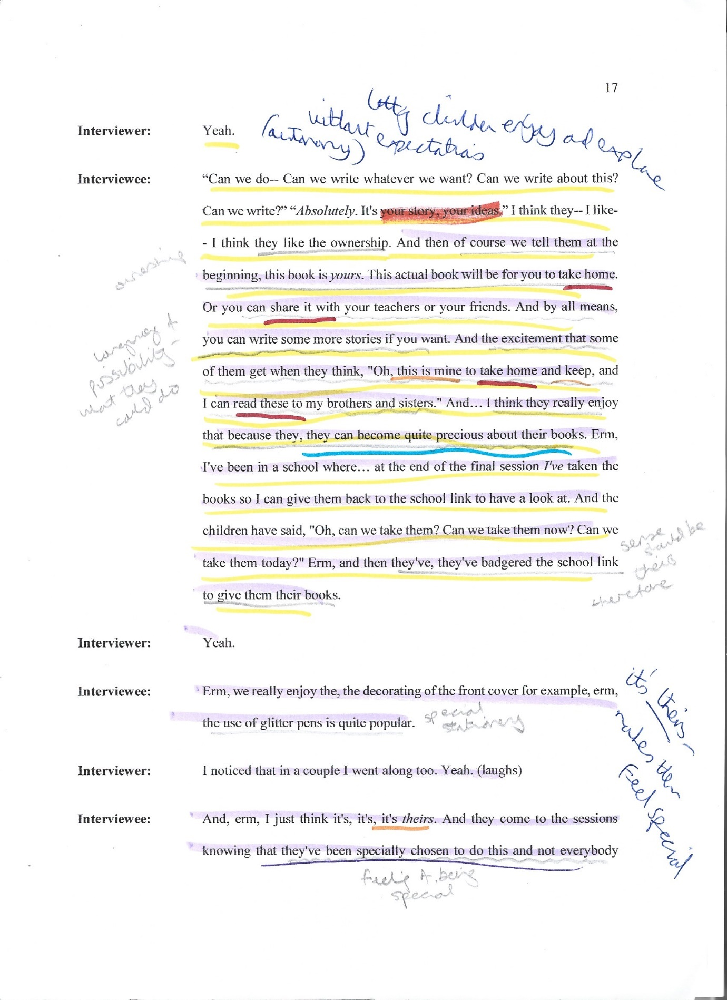 17
letting children enjoy and explore
without expectations
(autonomy)
Interviewer: Yeah.
Interviewee: “Can we do-- Can we write whatever we want? Can we write about this?
Can we write?” “Absolutely. It's your story, your ideas.” I think they-- I like-
- I think they like the ownership. And then of course we tell them at the
ownership
beginning, this book is yours. This actual book will be for you to take home.
Or you can share it with your teachers or your friends. And by all means,
you can write some more stories if you want. And the excitement that some
possibility -
what they
could do
of them get when they think, "Oh, this is mine to take home and keep, and
I can read these to my brothers and sisters." And… I think they really enjoy
that because they, they can become quite precious about their books. Erm,
I've been in a school where… at the end of the final session I've taken the
books so I can give them back to the school link to have a look at. And the
children have said, "Oh, can we take them? Can we take them now? Can we
take them today?" Erm, and then they've, they've badgered the school link
sense
could be
theirs
therefore
to give them their books.
Interviewer: Yeah.
Interviewee: Erm, we really enjoy the, the decorating of the front cover for example, erm,
the use of glitter pens is quite popular.
special
stationery
it's theirs -
makes them
feel special
Interviewer: I noticed that in a couple I went along too. Yeah. (laughs)
Interviewee: And, erm, I just think it's, it's, it's theirs. And they come to the sessions
knowing that they've been specially chosen to do this and not everybody
feeling of being
special